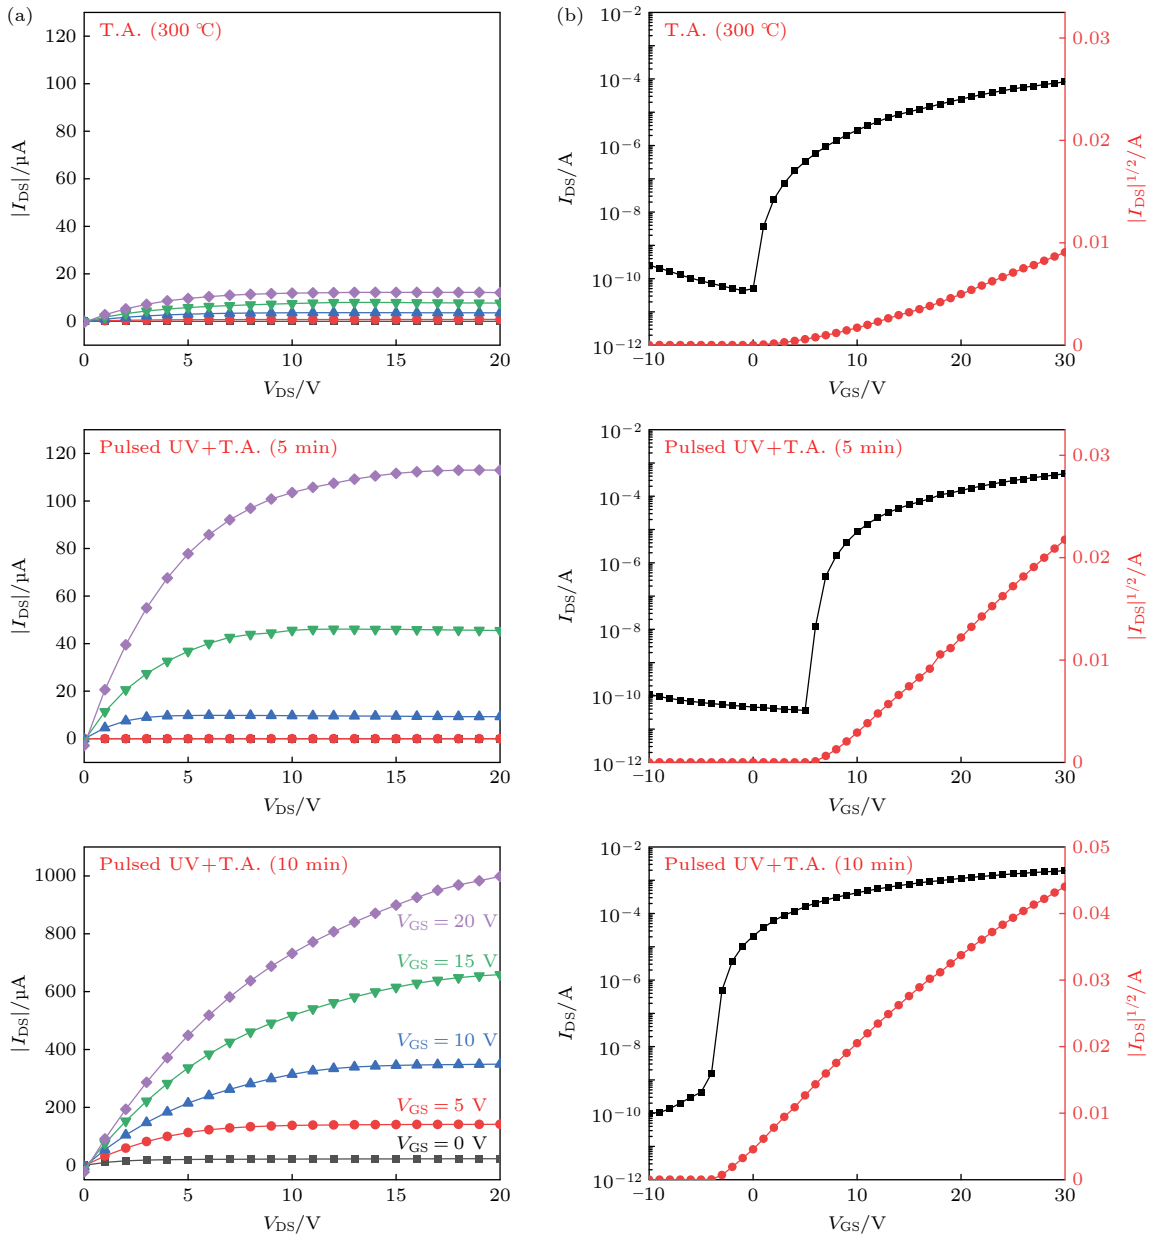 (a)
T.A. (300 ℃)
120
100
80
60
40
20
0
|I_DS|/μA
0 5 10 15 20
V_DS/V
(b)
T.A. (300 ℃)
10^−2
10^−4
10^−6
10^−8
10^−10
10^−12
I_DS/A
0.03
0.02
0.01
0
|I_DS|^1/2/A
−10 0 10 20 30
V_GS/V
Pulsed UV+T.A. (5 min)
120
100
80
60
40
20
0
|I_DS|/μA
0 5 10 15 20
V_DS/V
Pulsed UV+T.A. (5 min)
10^−2
10^−4
10^−6
10^−8
10^−10
10^−12
I_DS/A
0.03
0.02
0.01
0
|I_DS|^1/2/A
−10 0 10 20 30
V_GS/V
Pulsed UV+T.A. (10 min)
1000
800
600
400
200
0
|I_DS|/μA
V_GS = 20 V
V_GS = 15 V
V_GS = 10 V
V_GS = 5 V
V_GS = 0 V
0 5 10 15 20
V_DS/V
Pulsed UV+T.A. (10 min)
10^−2
10^−4
10^−6
10^−8
10^−10
10^−12
I_DS/A
0.05
0.04
0.03
0.02
0.01
0
|I_DS|^1/2/A
−10 0 10 20 30
V_GS/V